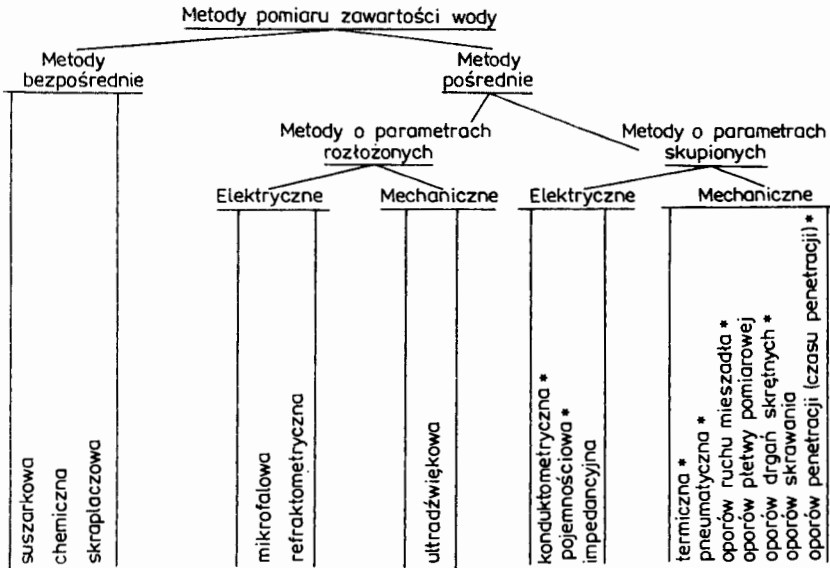 Metody pomiaru zawartości wody
Metody
bezpośrednie
Metody
pośrednie
Metody o parametrach
rozłożonych
Metody o parametrach
skupionych
Elektryczne
Mechaniczne
Elektryczne
Mechaniczne
suszarkowa
chemiczna
skraplaczowa
mikrofalowa
refraktometryczna
ultradźwiękowa
konduktometryczna *
pojemnościowa *
impedancyjna
termiczna *
pneumatyczna *
oporów ruchu mieszadła *
oporów płetwy pomiarowej
oporów drgań skrętnych *
oporów skrawania
oporów penetracji (czasu penetracji) *